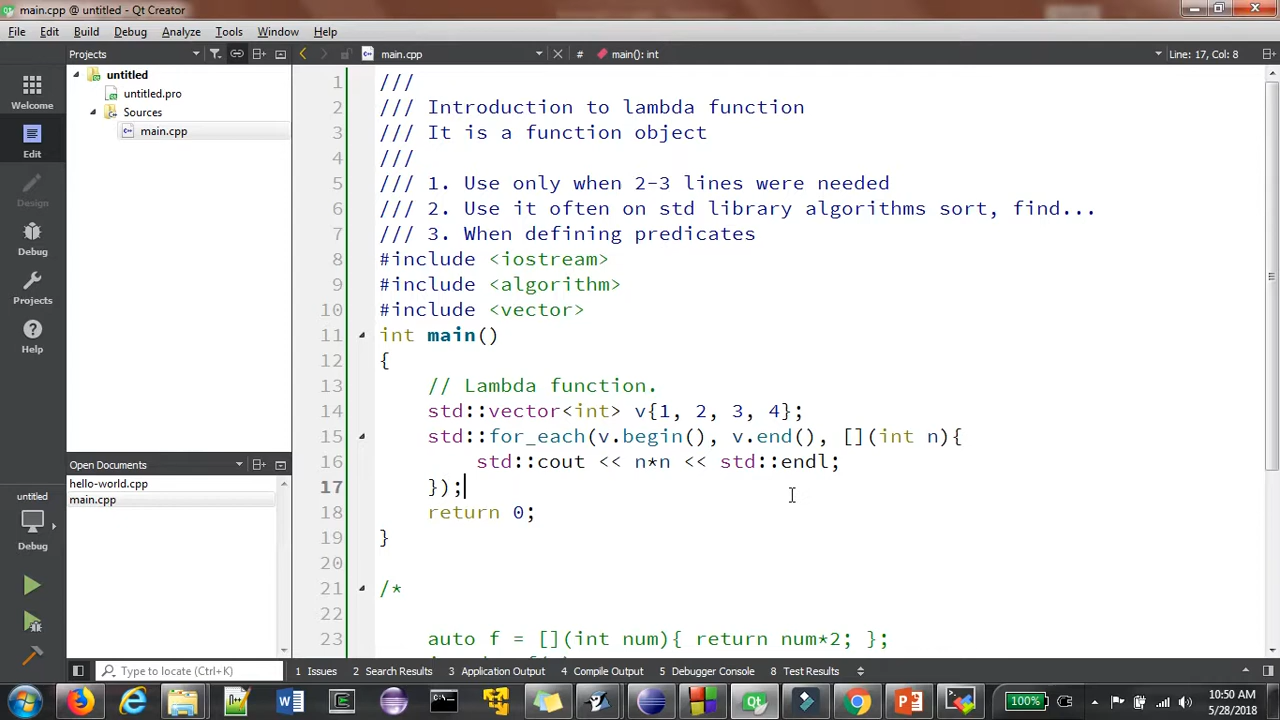 main.cpp @ untitled - Qt Creator
File Edit Build Debug Analyze Tools Window Help
Projects main.cpp # main(): int Line: 17, Col: 8
Welcome
Edit
Design
Debug
Projects
Help
untitled
untitled.pro
Sources
main.cpp
1 ///
2 /// Introduction to lambda function
3 /// It is a function object
4 ///
5 /// 1. Use only when 2-3 lines were needed
6 /// 2. Use it often on std library algorithms sort, find...
7 /// 3. When defining predicates
8 #include <iostream>
9 #include <algorithm>
10 #include <vector>
11 int main()
12 {
13 // Lambda function.
14 std::vector<int> v{1, 2, 3, 4};
15 std::for_each(v.begin(), v.end(), [](int n){
16 std::cout << n*n << std::endl;
17 });
18 return 0;
19 }
20
21 /*
22
23 auto f = [](int num){ return num*2; };
Open Documents
hello-world.cpp
main.cpp
untitled
Debug
Type to locate (Ctrl+K) 1 Issues 2 Search Results 3 Application Output 4 Compile Output 5 Debugger Console 8 Test Results
100% 10:50 AM
5/28/2018